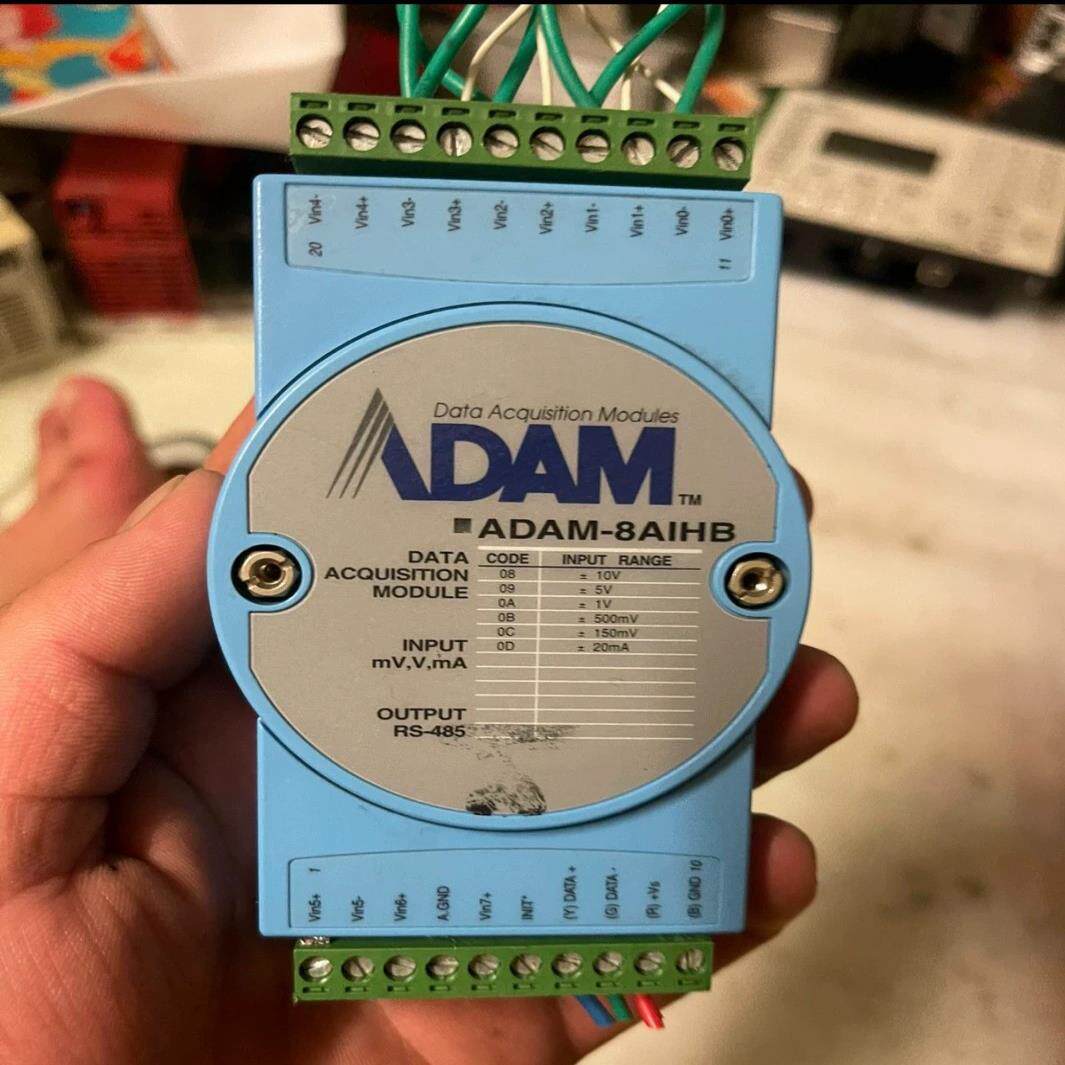 Vin4- Vin4+ Vin3- Vin3+ Vin2- Vin2+ Vin1- Vin1+ Vin0- Vin0+
20 11
Data Acquisition Modules
ADAM TM
ADAM-8AIHB
DATA
ACQUISITION
MODULE
CODE INPUT RANGE
08 ± 10V
09 ± 5V
0A ± 1V
0B ± 500mV
0C ± 150mV
0D ± 20mA
INPUT
mV,V,mA
OUTPUT
RS-485
1 10
Vin5+ Vin5- Vin6+ A.GND Vin7+ INIT* (Y) DATA + (G) DATA - (R) +Vs (B) GND